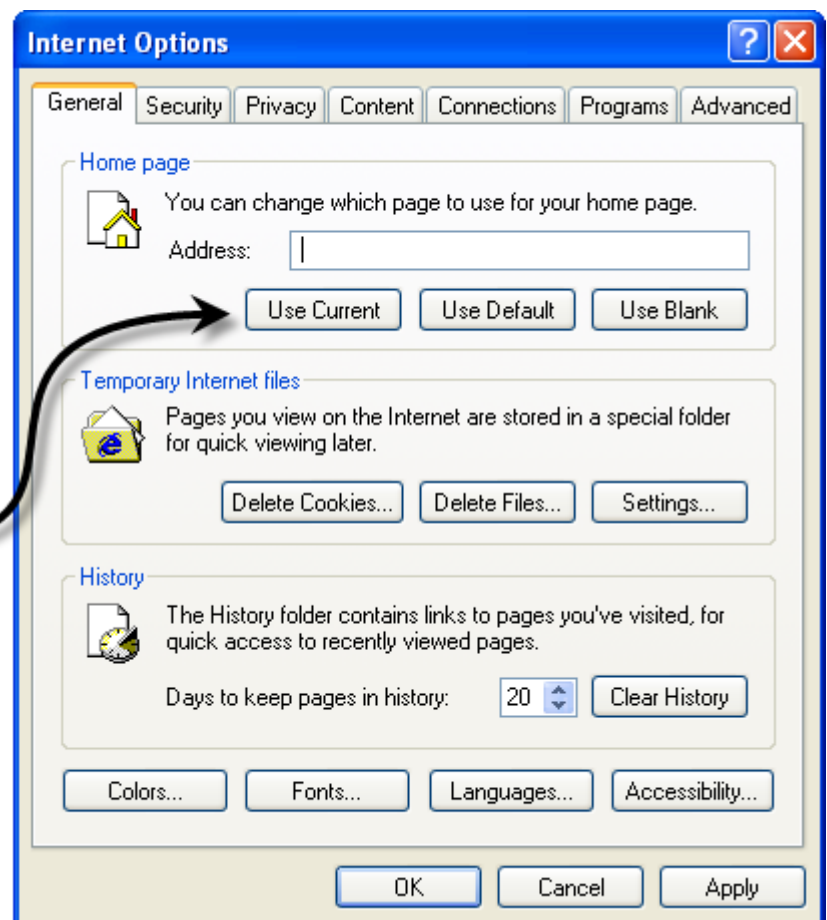 Internet Options
General Security Privacy Content Connections Programs Advanced
Home page
You can change which page to use for your home page.
Address:
Use Current Use Default Use Blank
Temporary Internet files
Pages you view on the Internet are stored in a special folder
for quick viewing later.
Delete Cookies... Delete Files... Settings...
History
The History folder contains links to pages you've visited, for
quick access to recently viewed pages.
Days to keep pages in history: 20 Clear History
Colors... Fonts... Languages... Accessibility...
OK Cancel Apply